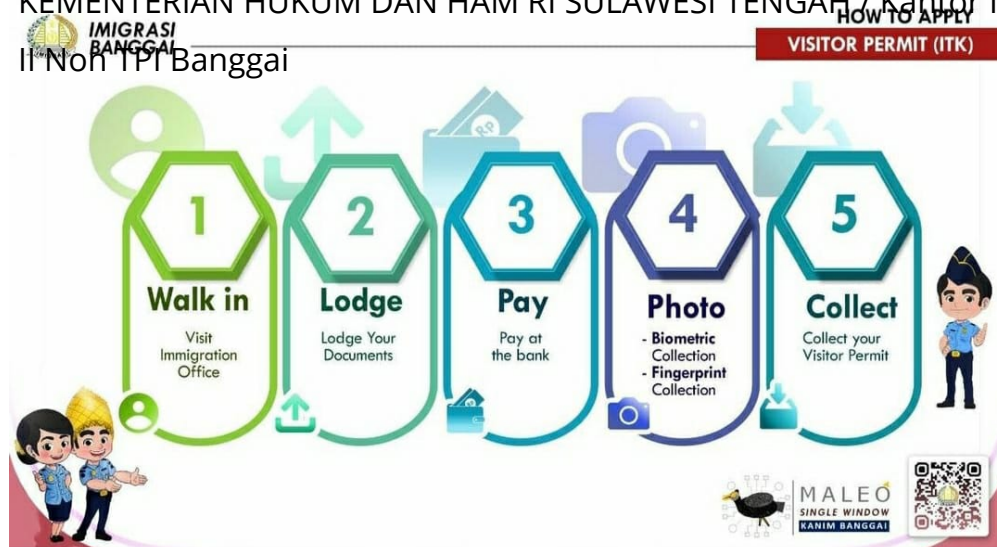 KEMENTERIAN HUKUM DAN HAM RI SULAWESI TENGAH / Kantor
II Non TPI Banggai
IMIGRASI
BANGGAI
HOW TO APPLY
VISITOR PERMIT (ITK)
1
2
3
4
5
Walk in
Visit
Immigration
Office
Lodge
Lodge Your
Documents
RP
Pay
Pay at
the bank
Photo
- Biometric
Collection
- Fingerprint
Collection
Collect
Collect your
Visitor Permit
MALEO
SINGLE WINDOW
KANIM BANGGAI